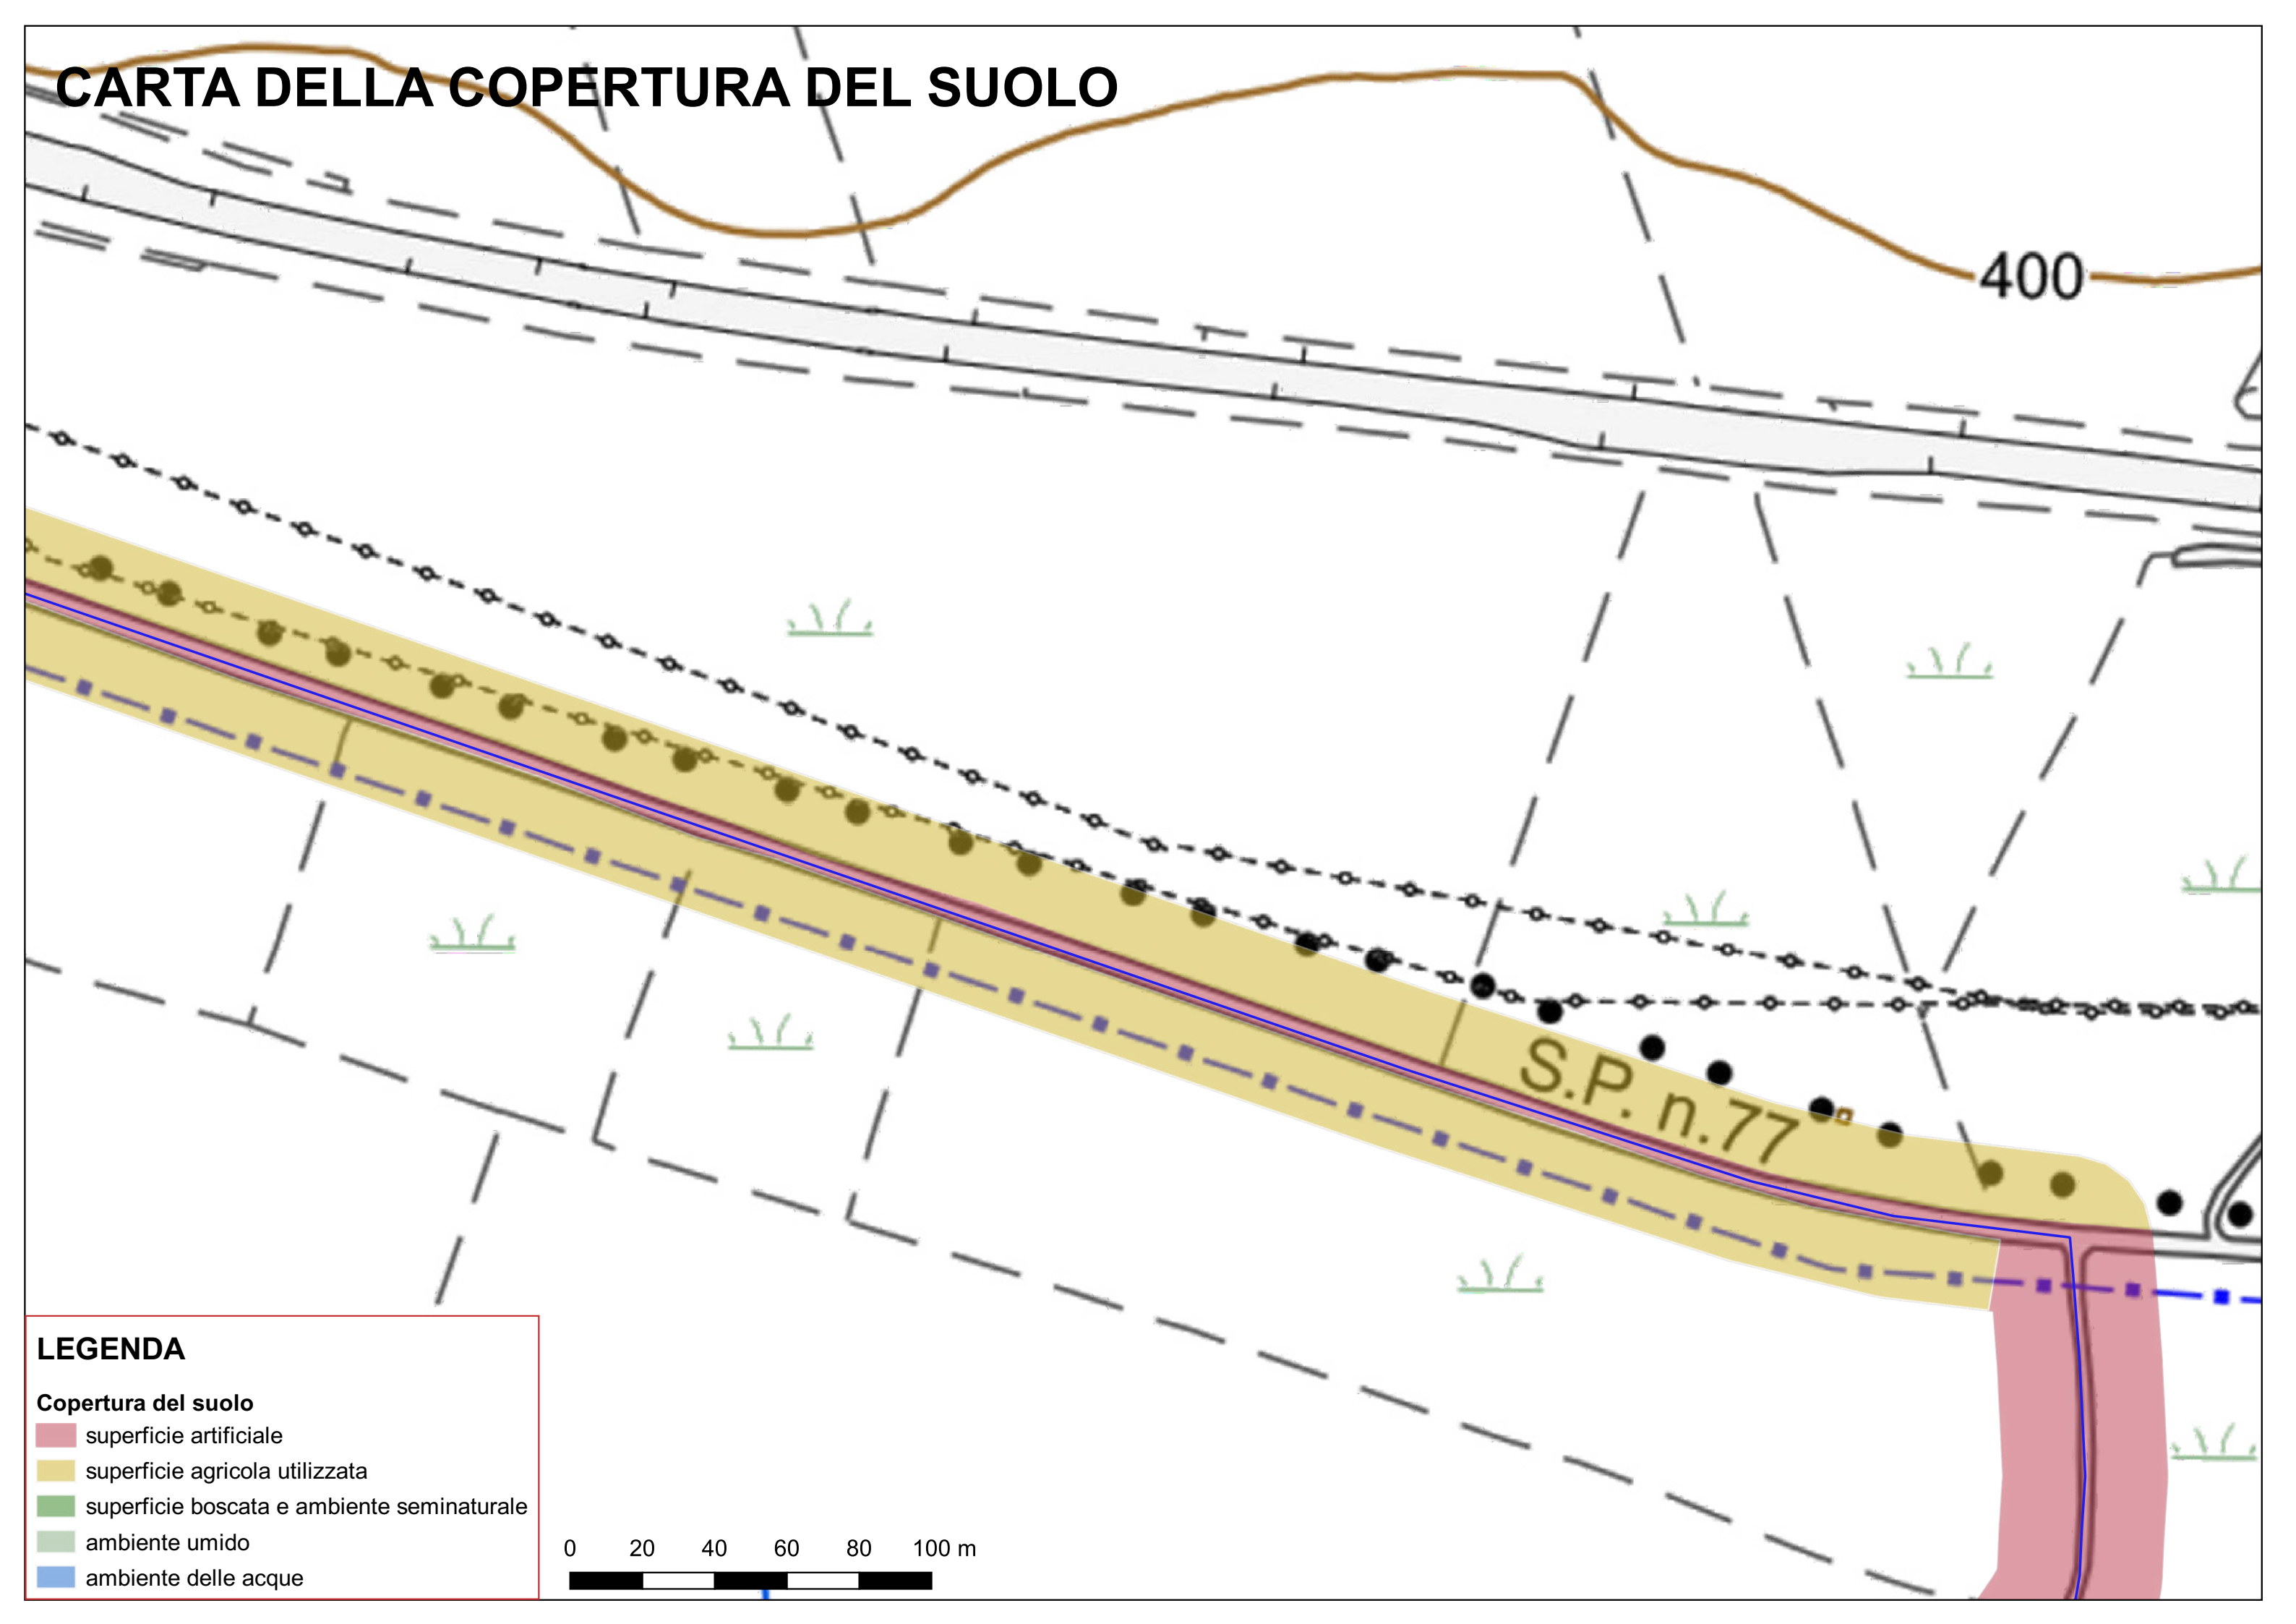 CARTA DELLA COPERTURA DEL SUOLO
400
S.P. n.77
LEGENDA
Copertura del suolo
superficie artificiale
superficie agricola utilizzata
superficie boscata e ambiente seminaturale
ambiente umido
ambiente delle acque
0 20 40 60 80 100 m